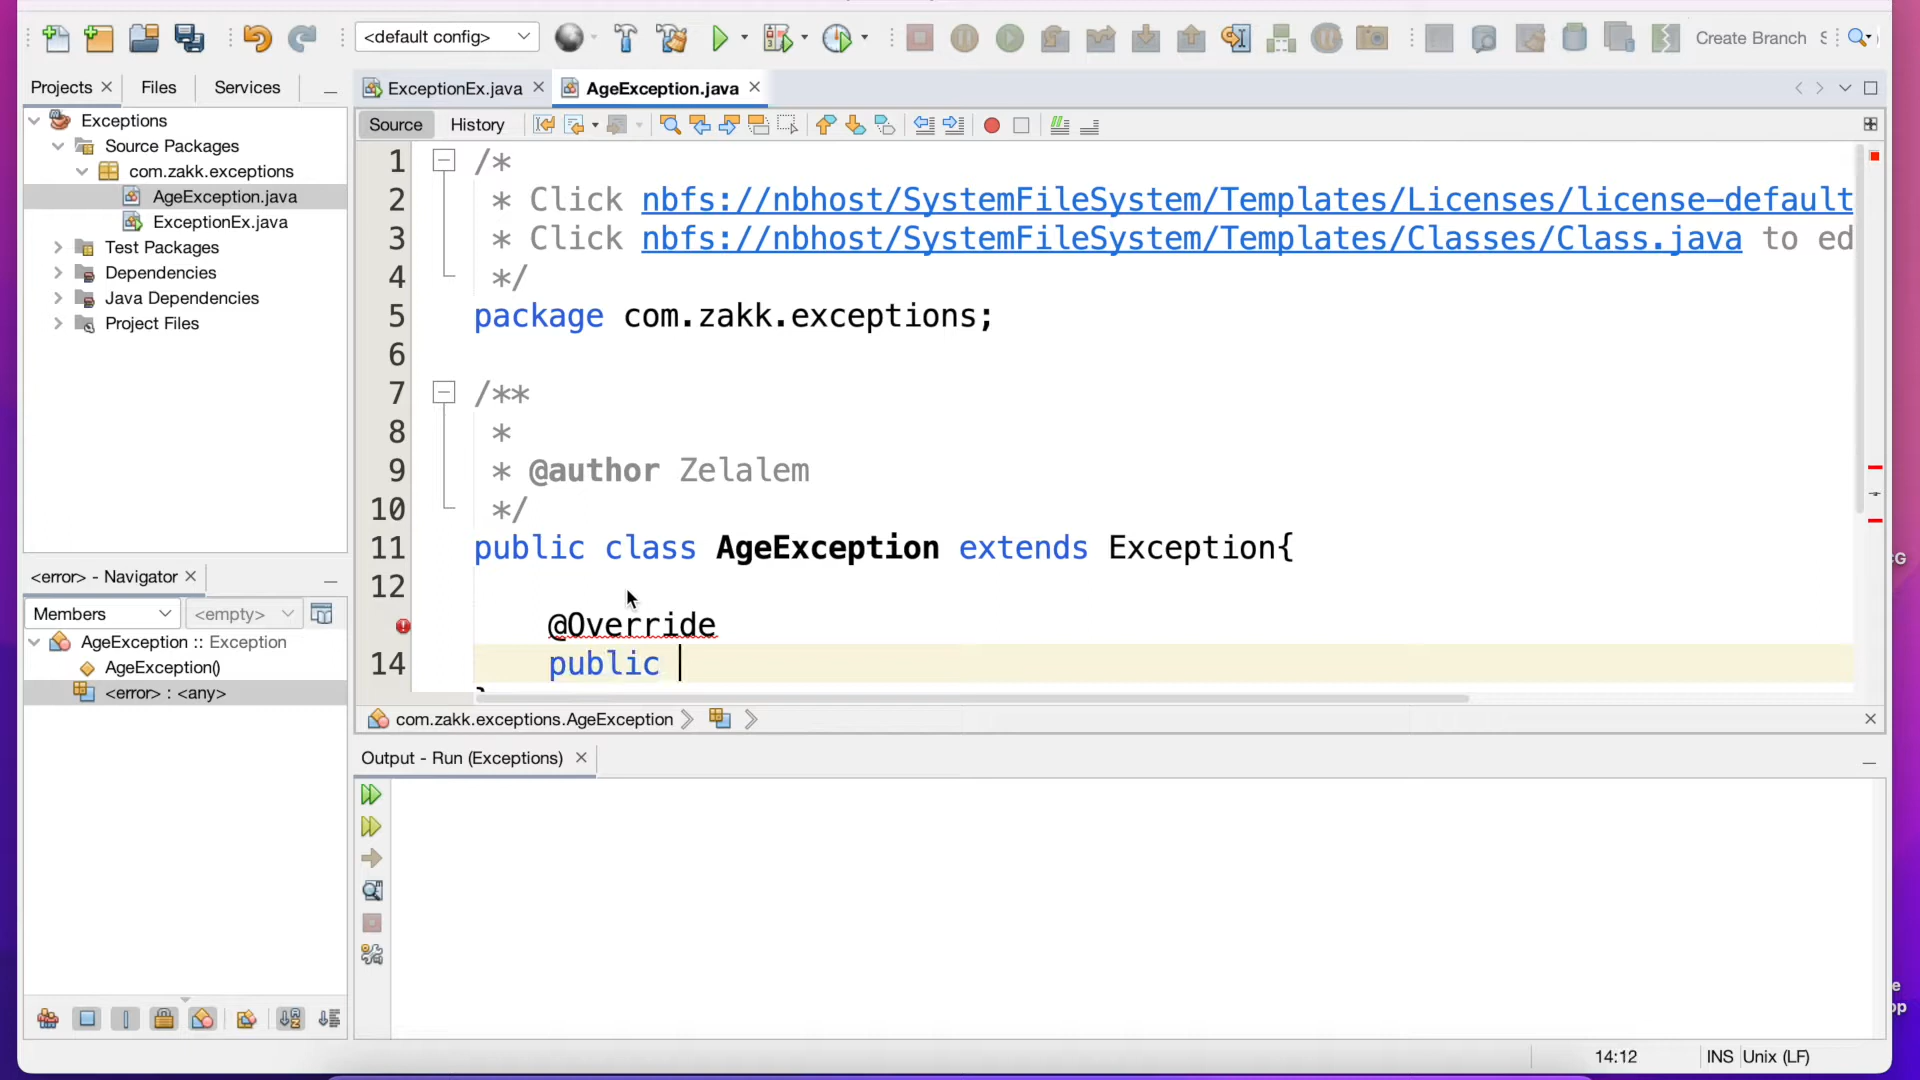 <default config>
Create Branch
Projects
Files
Services
ExceptionEx.java
AgeException.java
Source
History
Exceptions
Source Packages
com.zakk.exceptions
AgeException.java
ExceptionEx.java
Test Packages
Dependencies
Java Dependencies
Project Files
1 /*
2 * Click nbfs://nbhost/SystemFileSystem/Templates/Licenses/license-default
3 * Click nbfs://nbhost/SystemFileSystem/Templates/Classes/Class.java to ed
4 */
5 package com.zakk.exceptions;
6
7 /**
8 *
9 * @author Zelalem
10 */
11 public class AgeException extends Exception{
12
@Override
14 public
<error> - Navigator
Members
<empty>
AgeException :: Exception
AgeException()
<error> : <any>
com.zakk.exceptions.AgeException
Output - Run (Exceptions)
14:12
INS
Unix (LF)